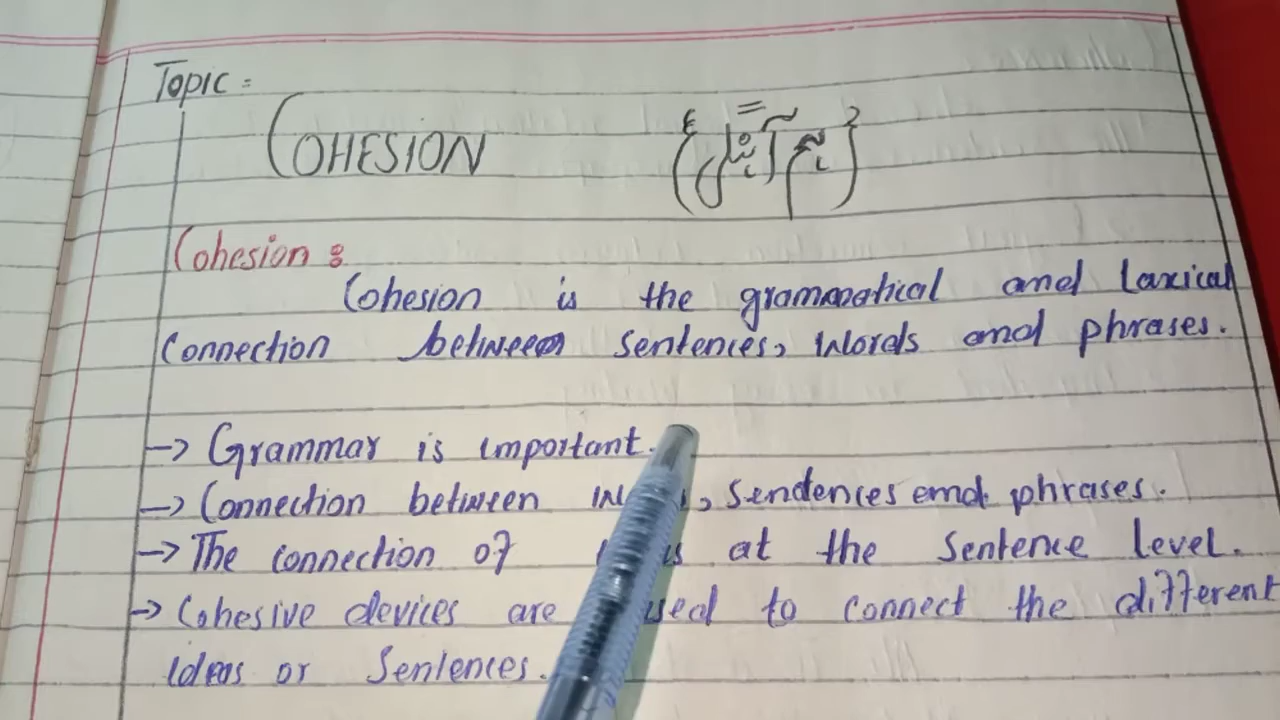 Topic =
COHESION
Cohesion :
Cohesion is the grammatical and Laxical
Connection between sentences, words and phrases.
→ Grammar is important.
→ Connection between , Sendences and phrases.
→ The connection of at the Sentence level.
→ Cohesive devices are used to connect the different
ideas or Sentences.